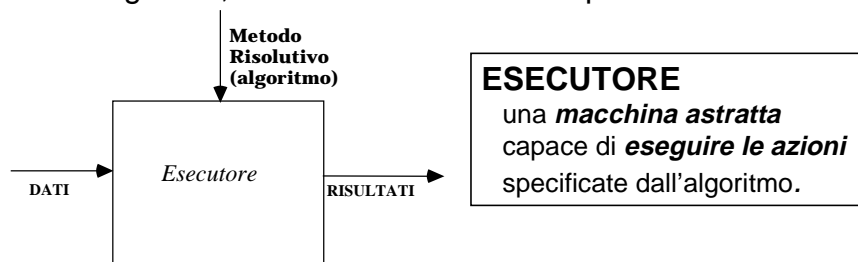 Metodo
Risolutivo
(algoritmo)
ESECUTORE
una macchina astratta
capace di eseguire le azioni
specificate dall'algoritmo.
Esecutore
DATI
RISULTATI